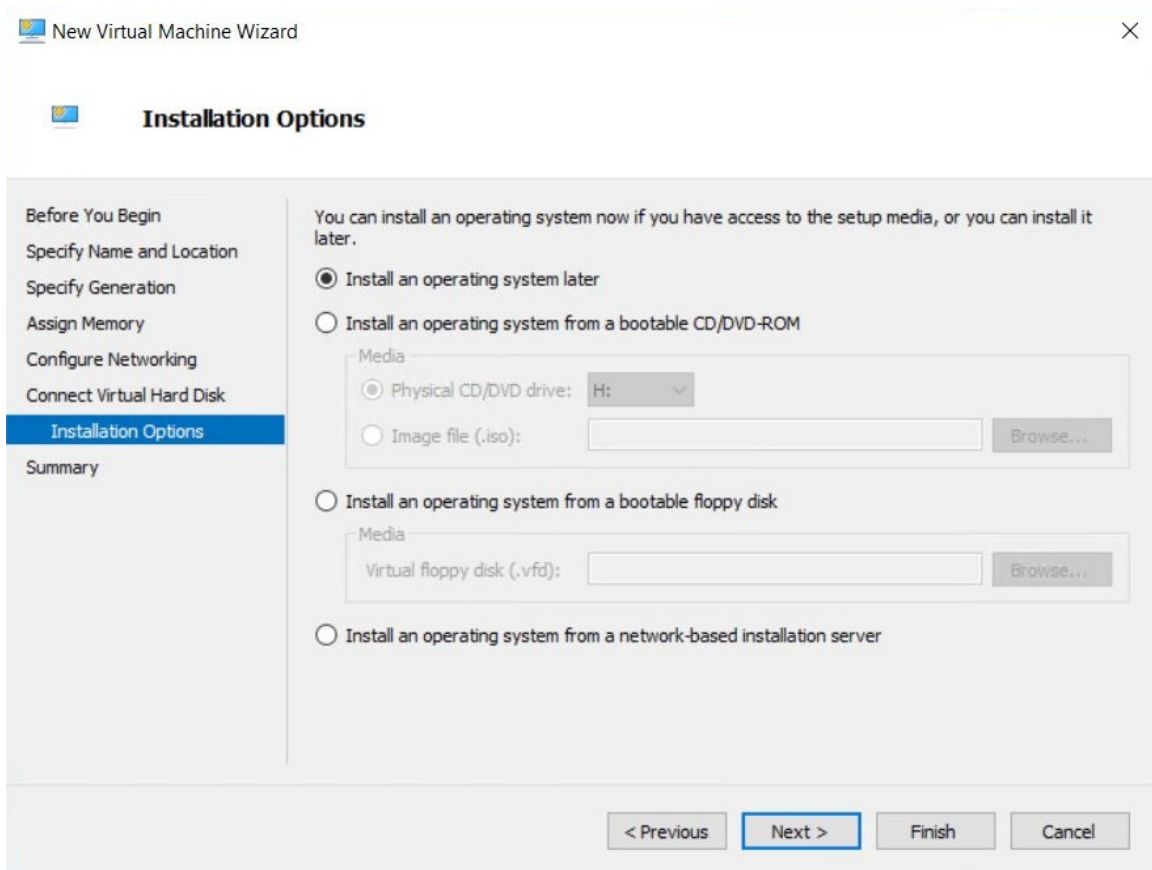 New Virtual Machine Wizard
Installation Options
Before You Begin
Specify Name and Location
Specify Generation
Assign Memory
Configure Networking
Connect Virtual Hard Disk
Installation Options
Summary
You can install an operating system now if you have access to the setup media, or you can install it
later.
Install an operating system later
Install an operating system from a bootable CD/DVD-ROM
Media
Physical CD/DVD drive: H:
Image file (.iso): Browse...
Install an operating system from a bootable floppy disk
Media
Virtual floppy disk (.vfd): Browse...
Install an operating system from a network-based installation server
< Previous Next > Finish Cancel